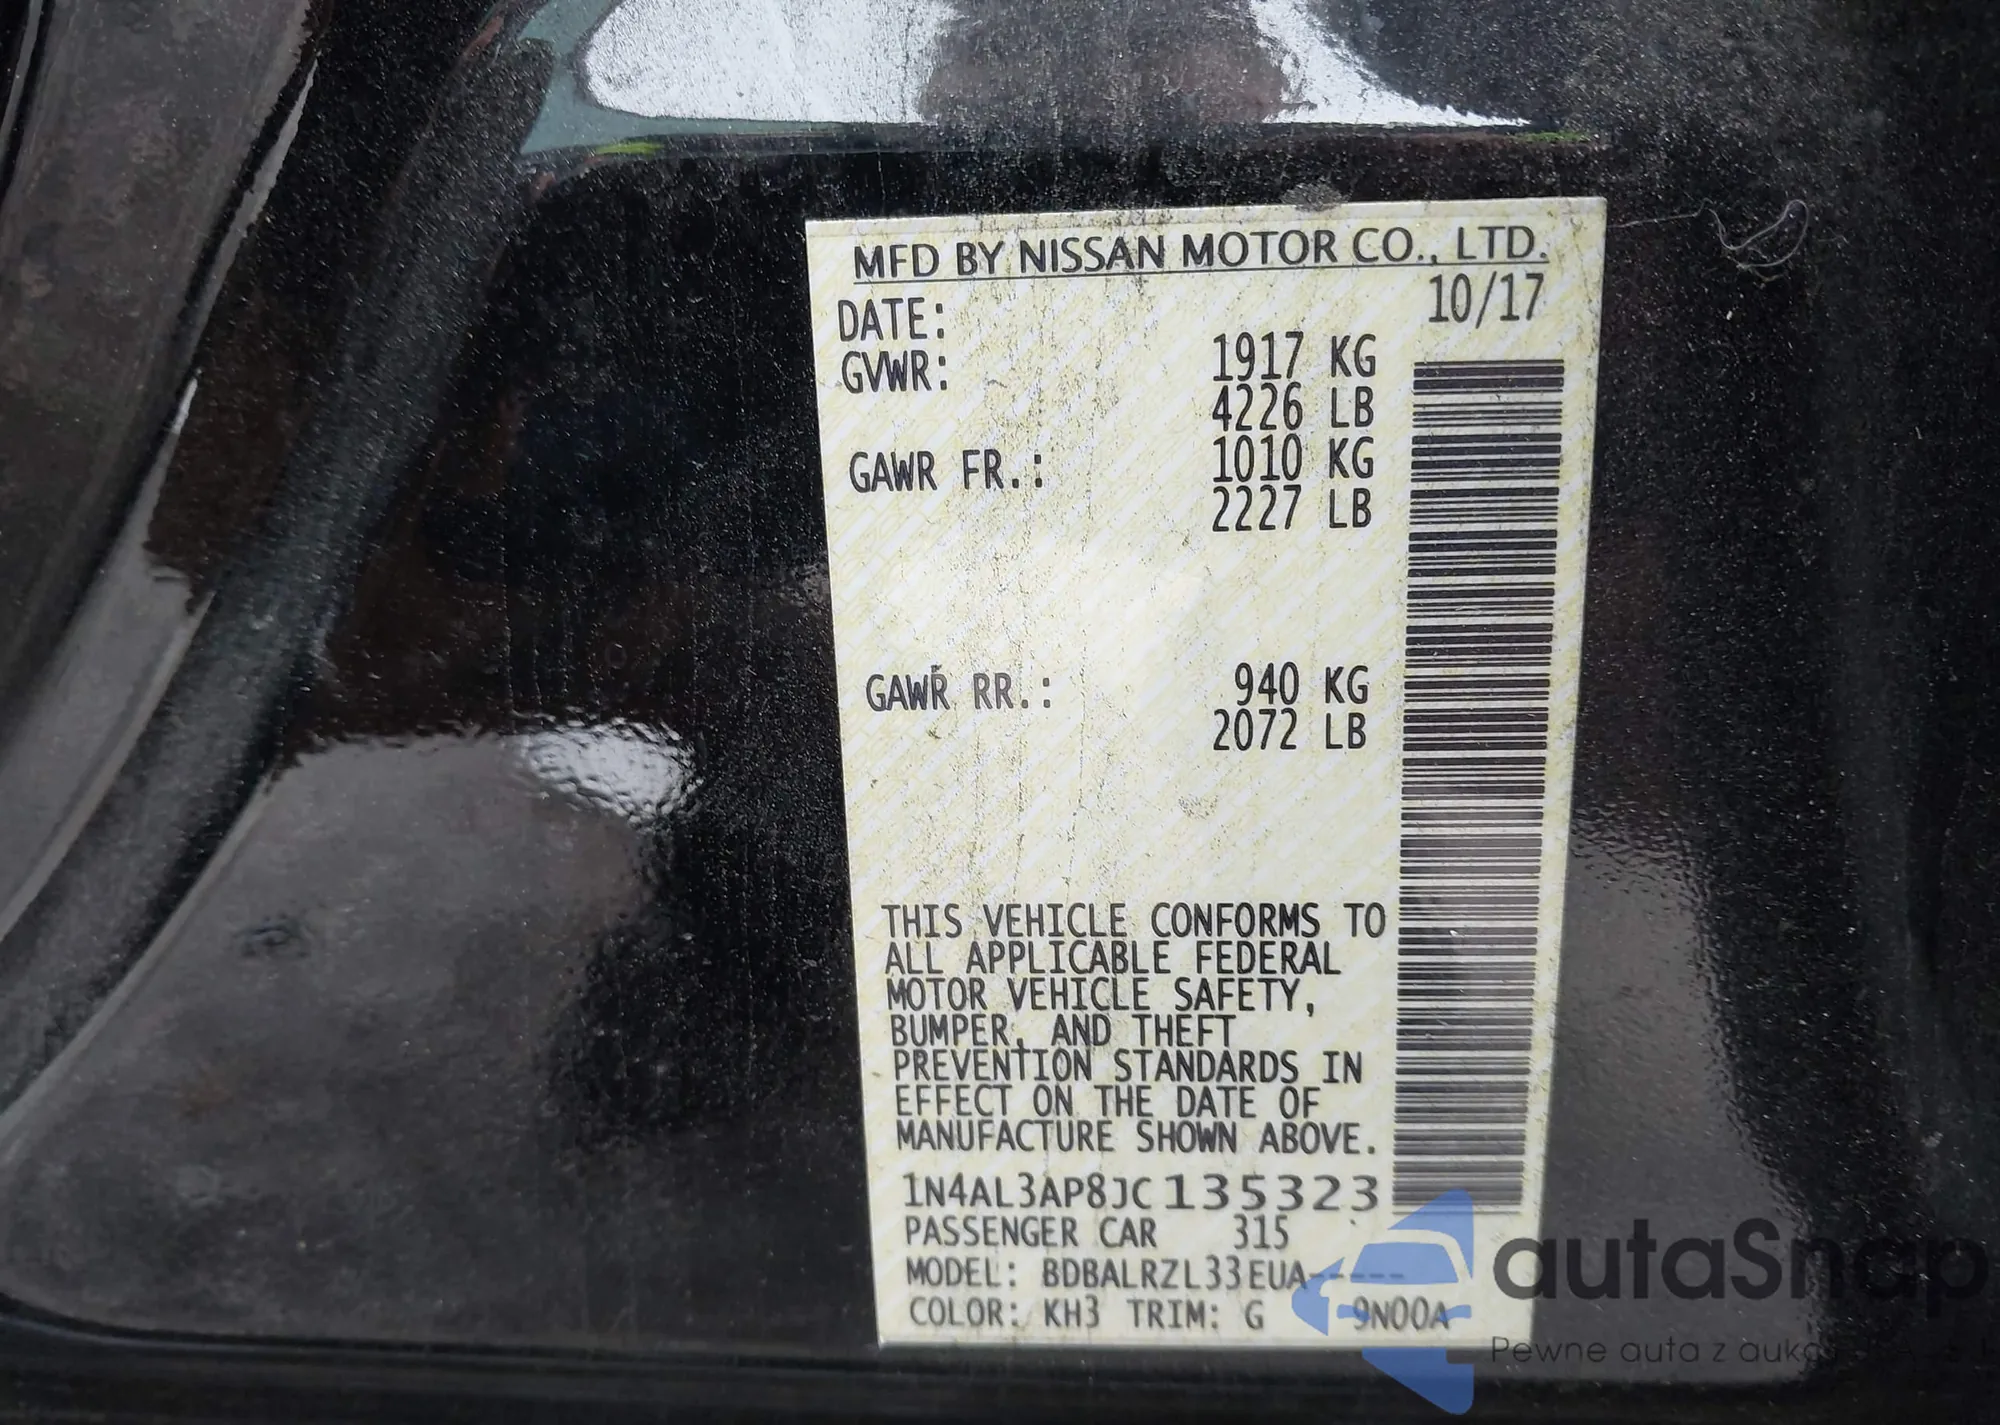 MFD BY NISSAN MOTOR CO., LTD.
DATE: 10/17
GVWR: 1917 KG
4226 LB
GAWR FR.: 1010 KG
2227 LB
GAWR RR.: 940 KG
2072 LB
THIS VEHICLE CONFORMS TO
ALL APPLICABLE FEDERAL
MOTOR VEHICLE SAFETY,
BUMPER, AND THEFT
PREVENTION STANDARDS IN
EFFECT ON THE DATE OF
MANUFACTURE SHOWN ABOVE.
1N4AL3AP8JC135323
PASSENGER CAR 315
MODEL: BDBALRZL33EUA-----
COLOR: KH3 TRIM: G 9N00A
autaSnap
Pewne auta z